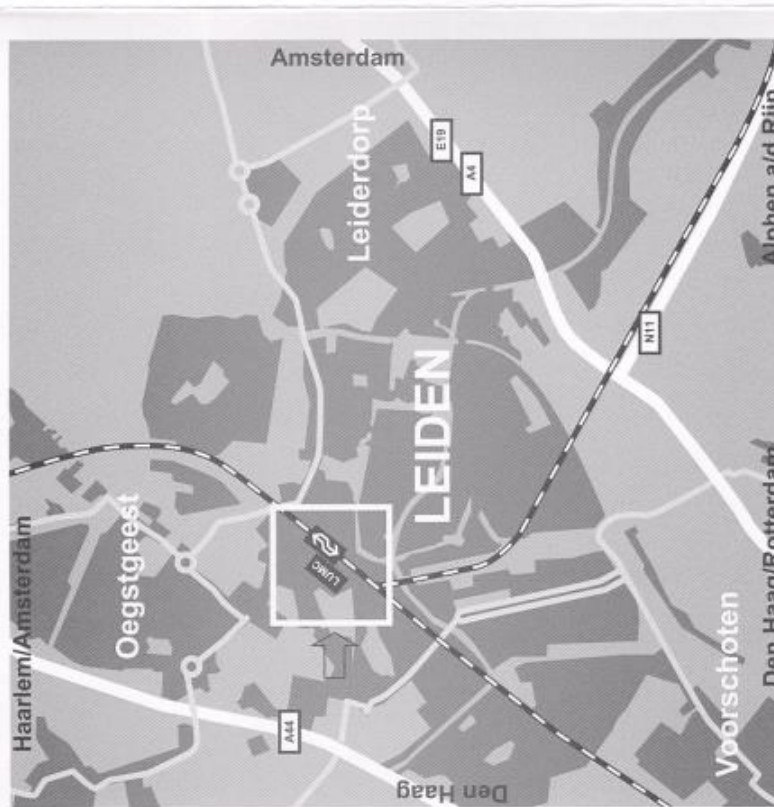 Amsterdam
Leiderdorp
E19
A4
Alphen a/d Rijn
N11
LEIDEN
Oegstgeest
Haarlem/Amsterdam
LUMC
A44
Den Haag
Voorschoten
Den Haag/Rotterdam